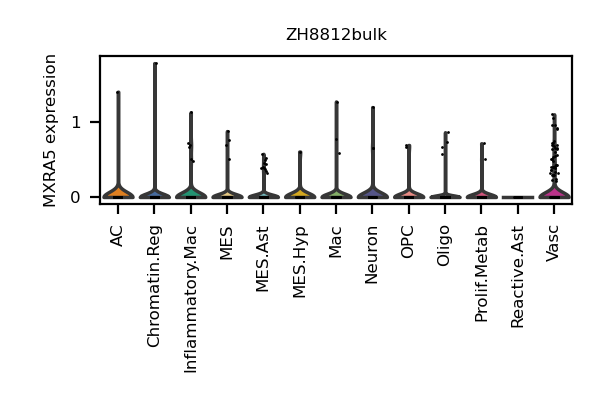 ZH8812bulk
MXRA5 expression
1
0
AC
Chromatin.Reg
Inflammatory.Mac
MES
MES.Ast
MES.Hyp
Mac
Neuron
OPC
Oligo
Prolif.Metab
Reactive.Ast
Vasc